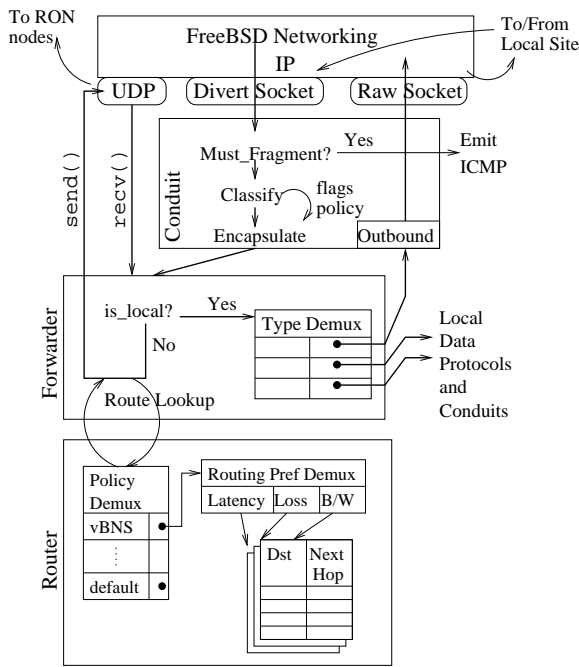 To RON
nodes
FreeBSD Networking
IP
To/From
Local Site
UDP
Divert Socket
Raw Socket
send()
recv()
Conduit
Must_Fragment?
Yes
Emit
ICMP
Classify
flags
policy
Encapsulate
Outbound
Forwarder
is_local?
Yes
No
Type Demux
Local
Data
Protocols
and
Conduits
Route Lookup
Router
Policy
Demux
vBNS
default
Routing Pref Demux
Latency
Loss
B/W
Dst
Next
Hop